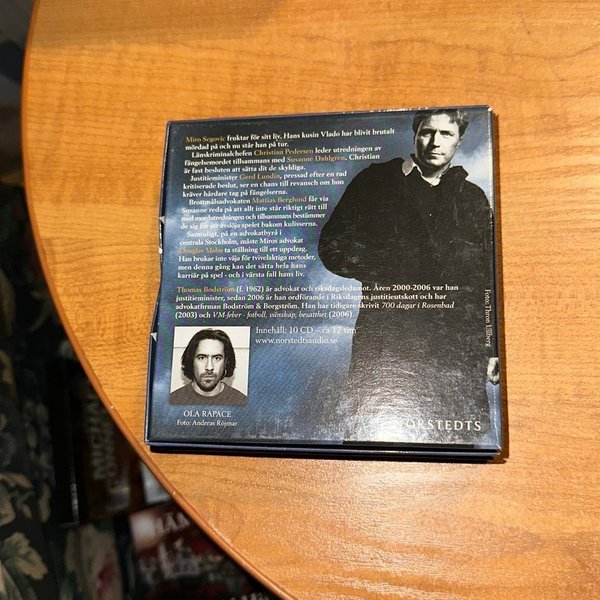 Miro Segovic fruktar för sitt liv. Hans kusin Vlado har blivit brutalt
mördad på och nu står han på tur.
Länskriminalchefen Christian Pedersen leder utredningen av
fängelsemordet tillsammans med Susanne Dahlgren. Christian
är fast besluten att sätta dit de skyldiga.
Justitieminister Gerd Lundin, pressad efter en rad
kritiserade beslut, ser en chans till revansch om hon
kräver hårdare tag på fängelserna.
Brottmålsadvokaten Mattias Berglund får via
Susanne reda på att allt inte står riktigt rätt till
med mordutredningen och tillsammans bestämmer
de sig för att avslöja spelet bakom kulisserna.
Samtidigt, på en advokatbyrå i
centrala Stockholm, måste Miros advokat
Douglas Malm ta ställning till ett uppdrag.
Han brukar inte väja för tvivelaktiga metoder,
men denna gång kan det sätta hela hans
karriär på spel - och i värsta fall hans liv.
Thomas Bodström (f. 1962) är advokat och riksdagsledamot. Åren 2000-2006 var han
justitieminister, sedan 2006 är han ordförande i Riksdagens justitieutskott och har
advokatfirman Bodström & Borgström. Han har tidigare skrivit 700 dagar i Rosenbad
(2003) och VM-feber - fotboll, vänskap, besatthet (2006).
Innehåll: 10 CD – ca 12 tim
www.norstedtsaudio.se
OLA RAPACE
Foto: Andreas Röjmar
Foto: Thron Ullberg
NORSTEDTS